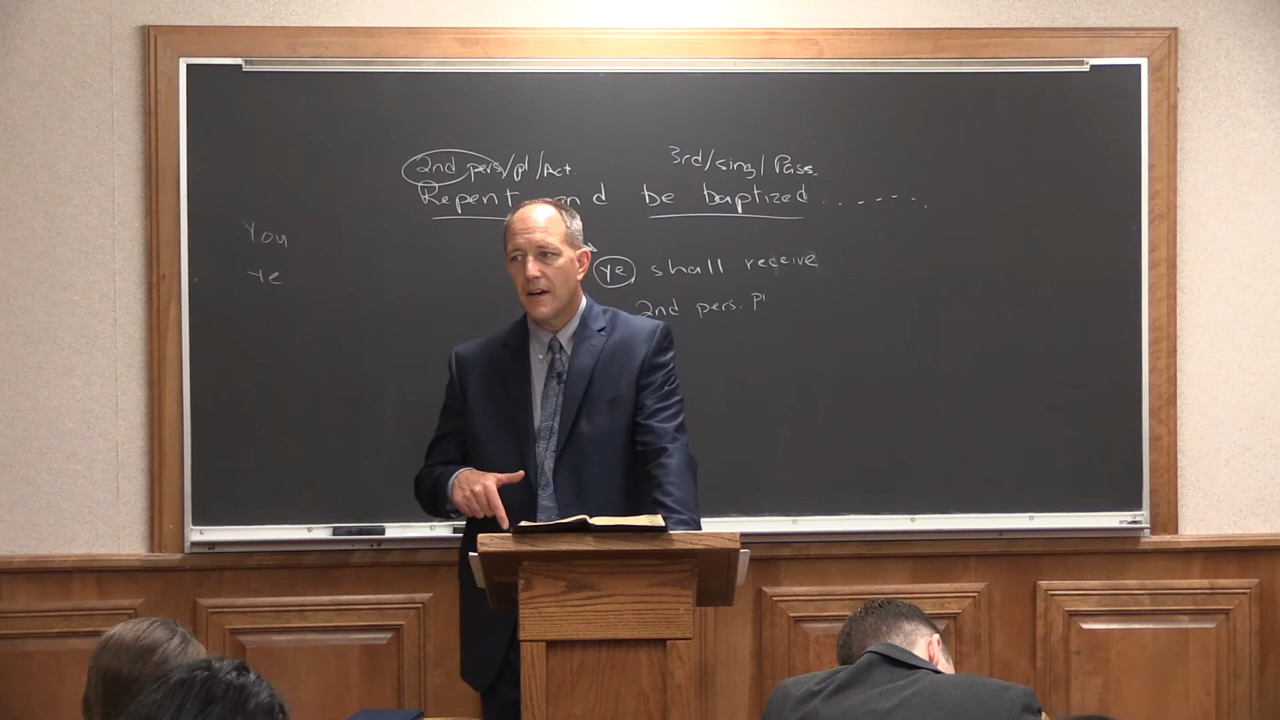 2nd pers/pl/Act 3rd/sing/Pass.
Repent and be baptized . . . . . . .
You
ye shall receive
ye
2nd pers. pl